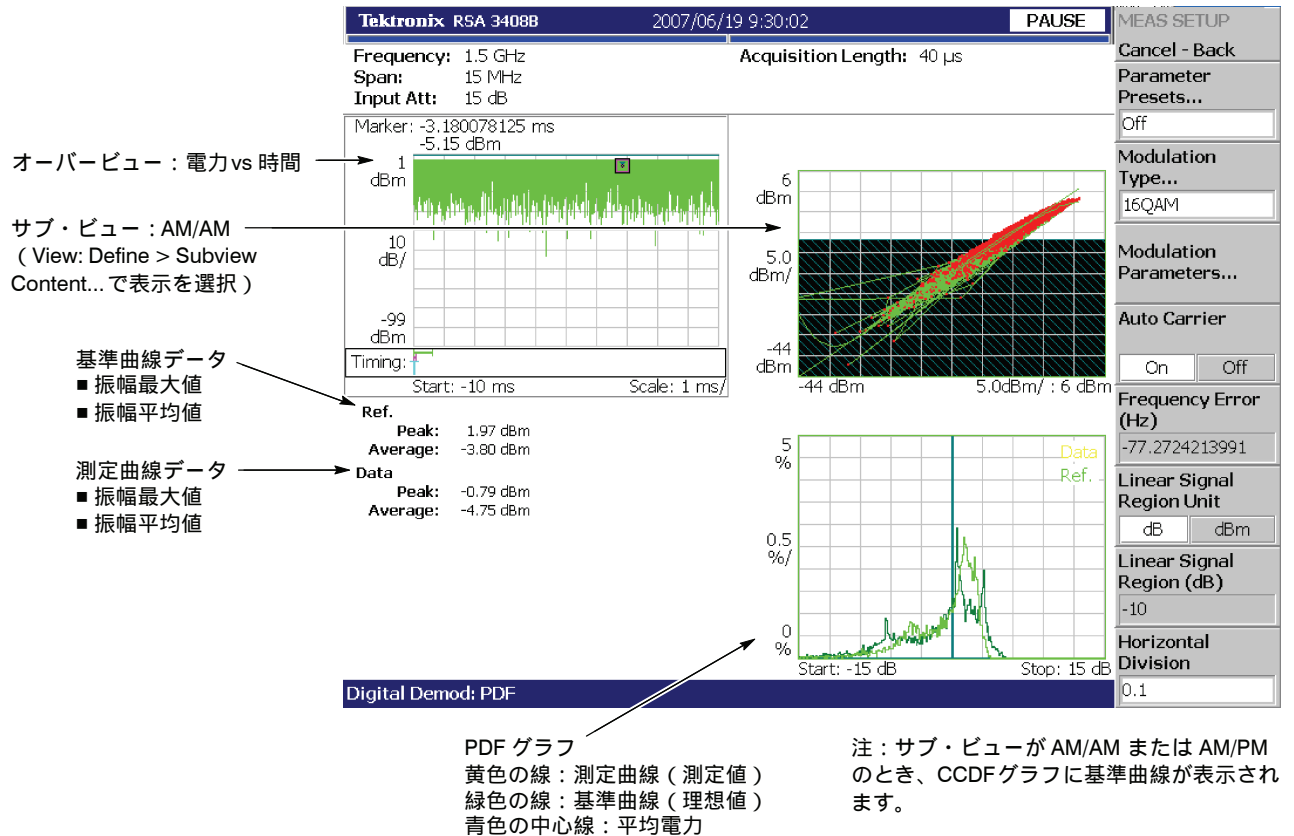 Tektronix RSA 3408B 2007/06/19 9:30:02 PAUSE
Frequency: 1.5 GHz
Span: 15 MHz
Input Att: 15 dB
Acquisition Length: 40 µs
Marker: -3.180078125 ms
-5.15 dBm
1
dBm
10
dB/
-99
dBm
Timing:
Start: -10 ms Scale: 1 ms/
オーバービュー：電力vs 時間
サブ・ビュー：AM/AM
（View: Define > Subview
Content... で表示を選択）
6
dBm
5.0
dBm/
-44
dBm
-44 dBm 5.0dBm/ : 6 dBm
基準曲線データ
■ 振幅最大値
■ 振幅平均値
測定曲線データ
■ 振幅最大値
■ 振幅平均値
Ref.
Peak: 1.97 dBm
Average: -3.80 dBm
Data
Peak: -0.79 dBm
Average: -4.75 dBm
5
%
Data
Ref.
0.5
%/
0
%
Start: -15 dB Stop: 15 dB
Digital Demod: PDF
MEAS SETUP
Cancel - Back
Parameter
Presets...
Off
Modulation
Type...
16QAM
Modulation
Parameters...
Auto Carrier
On Off
Frequency Error
(Hz)
-77.2724213991
Linear Signal
Region Unit
dB dBm
Linear Signal
Region (dB)
-10
Horizontal
Division
0.1
PDF グラフ
黄色の線：測定曲線（測定値）
緑色の線：基準曲線（理想値）
青色の中心線：平均電力
注：サブ・ビューが AM/AM または AM/PM
のとき、CCDFグラフに基準曲線が表示され
ます。